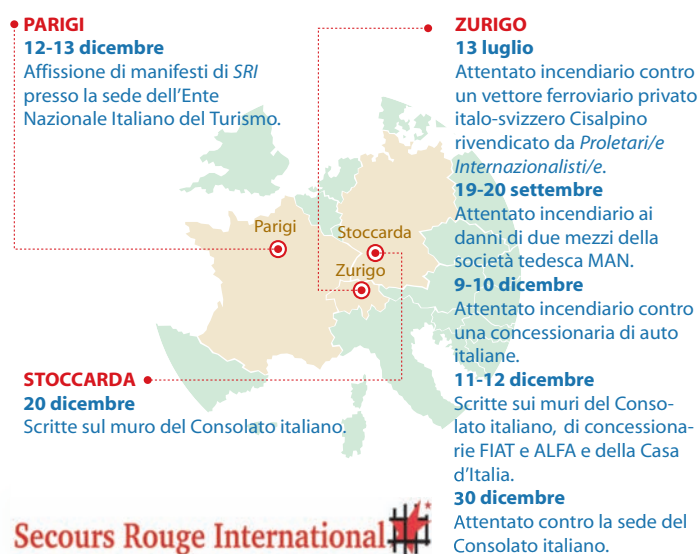 PARIGI
12-13 dicembre
Affissione di manifesti di SRI
presso la sede dell’Ente
Nazionale Italiano del Turismo.
ZURIGO
13 luglio
Attentato incendiario contro
un vettore ferroviario privato
italo-svizzero Cisalpino
rivendicato da Proletari/e
Internazionalisti/e.
19-20 settembre
Attentato incendiario ai
danni di due mezzi della
società tedesca MAN.
9-10 dicembre
Attentato incendiario contro
una concessionaria di auto
italiane.
11-12 dicembre
Scritte sui muri del Conso-
lato italiano, di concessiona-
rie FIAT e ALFA e della Casa
d’Italia.
30 dicembre
Attentato contro la sede del
Consolato italiano.
Parigi
Stoccarda
Zurigo
STOCCARDA
20 dicembre
Scritte sul muro del Consolato italiano.
Secours Rouge International